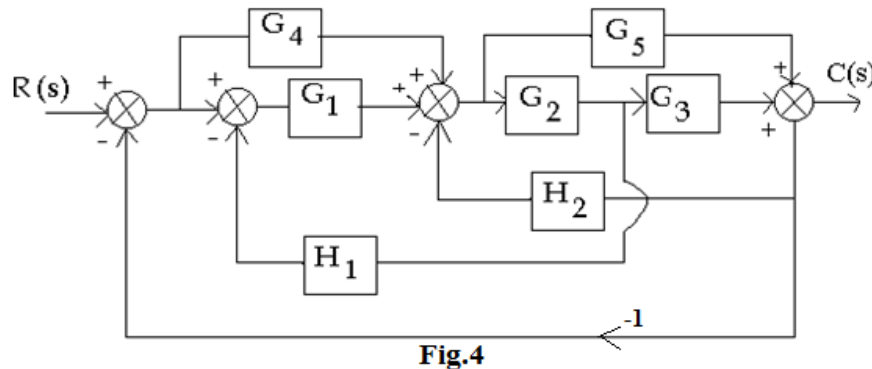 G4
G5
R(s)
+
+
+
+
+
C(s)
G1
G2
G3
-
-
-
+
H2
H1
-1
Fig.4